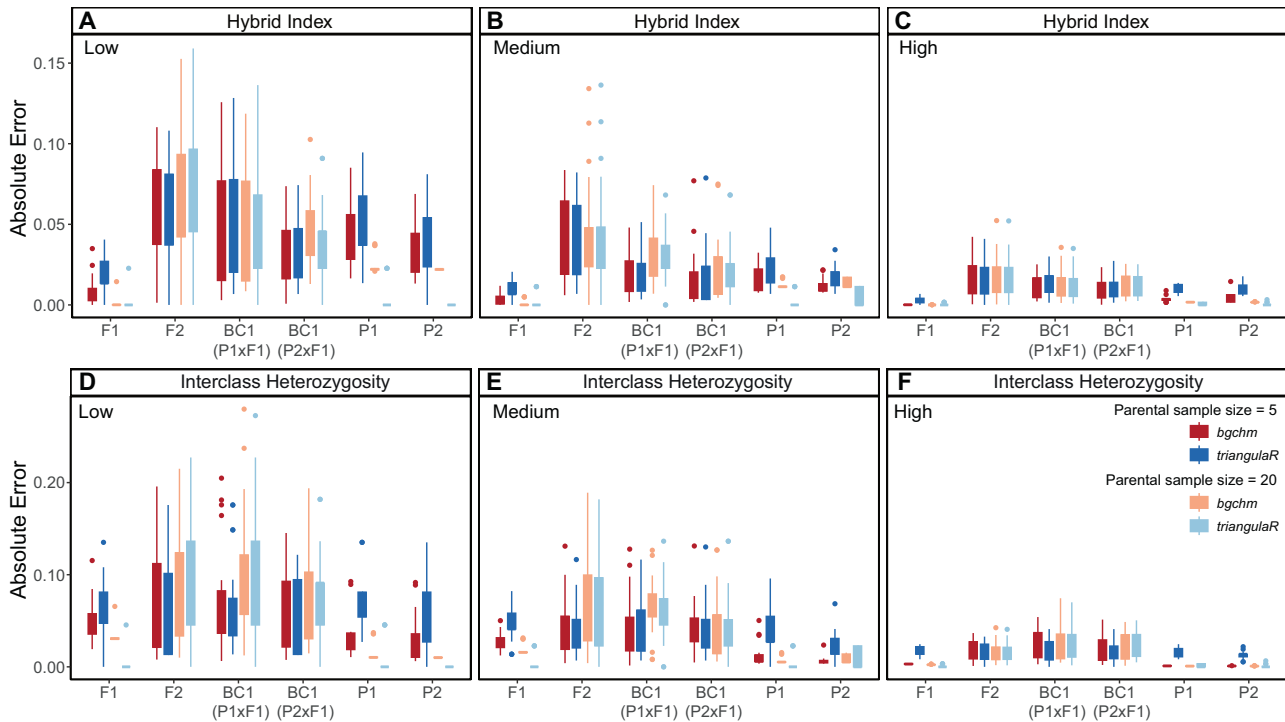 A Hybrid Index
B Hybrid Index
C Hybrid Index
Low
Medium
High
Absolute Error
0.15
0.10
0.05
0.00
F1 F2 BC1 BC1 P1 P2
(P1xF1) (P2xF1)
F1 F2 BC1 BC1 P1 P2
(P1xF1) (P2xF1)
F1 F2 BC1 BC1 P1 P2
(P1xF1) (P2xF1)
D Interclass Heterozygosity
E Interclass Heterozygosity
F Interclass Heterozygosity
Low
Medium
High
Absolute Error
0.20
0.10
0.00
Parental sample size = 5
bgchm
triangulaR
Parental sample size = 20
bgchm
triangulaR
F1 F2 BC1 BC1 P1 P2
(P1xF1) (P2xF1)
F1 F2 BC1 BC1 P1 P2
(P1xF1) (P2xF1)
F1 F2 BC1 BC1 P1 P2
(P1xF1) (P2xF1)